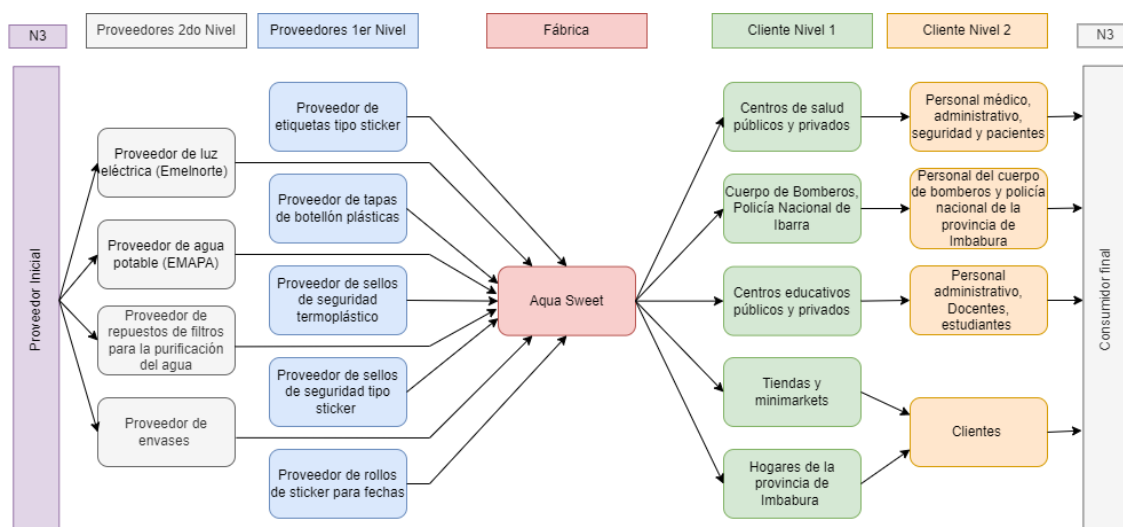 N3
Proveedores 2do Nivel
Proveedores 1er Nivel
Fábrica
Cliente Nivel 1
Cliente Nivel 2
N3
Proveedor Inicial
Proveedor de luz
eléctrica (Emelnorte)
Proveedor de agua
potable (EMAPA)
Proveedor de
repuestos de filtros
para la purificación
del agua
Proveedor de
envases
Proveedor de
etiquetas tipo sticker
Proveedor de tapas
de botellón plásticas
Proveedor de sellos
de seguridad
termoplástico
Proveedor de sellos
de seguridad tipo
sticker
Proveedor de rollos
de sticker para fechas
Aqua Sweet
Centros de salud
públicos y privados
Cuerpo de Bomberos,
Policía Nacional de
Ibarra
Centros educativos
públicos y privados
Tiendas y
minimarkets
Hogares de la
provincia de
Imbabura
Personal médico,
administrativo,
seguridad y pacientes
Personal del cuerpo
de bomberos y policía
nacional de la
provincia de
Imbabura
Personal
administrativo,
Docentes,
estudiantes
Clientes
Consumidor final